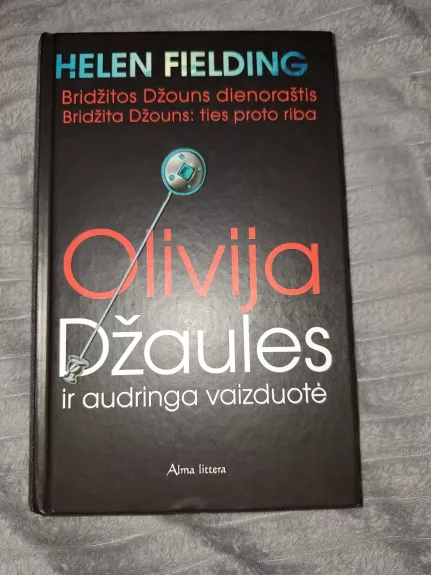 HELEN FIELDING
Bridžitos Džouns dienoraštis
Bridžita Džouns: ties proto riba
Olivija
Džaules
ir audringa vaizduotė
Alma littera